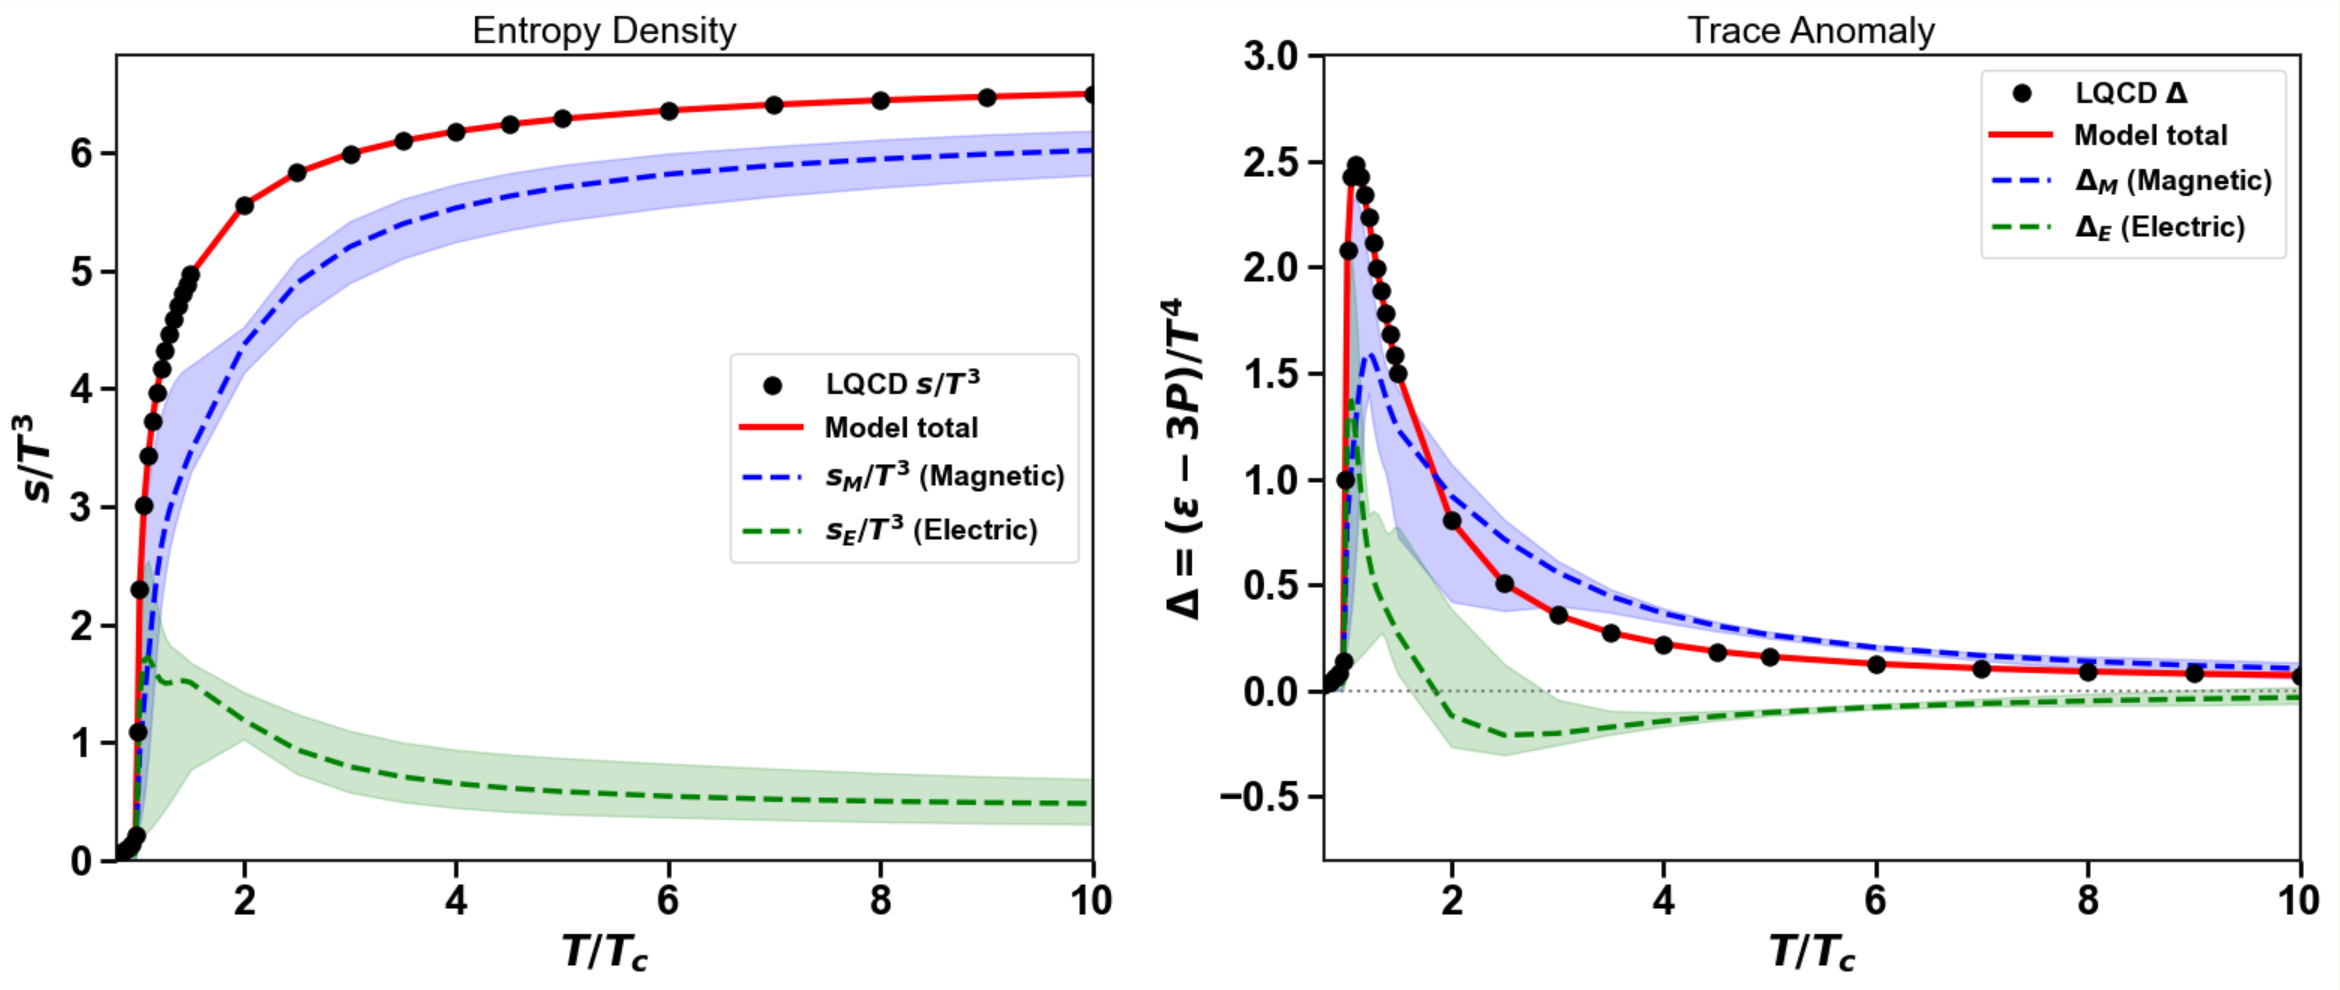 Entropy Density
s/T³
6
5
4
3
2
1
0
LQCD s/T³
Model total
s_M/T³ (Magnetic)
s_E/T³ (Electric)
2 4 6 8 10
T/T_c
Trace Anomaly
Δ = (ε − 3P)/T⁴
3.0
2.5
2.0
1.5
1.0
0.5
0.0
−0.5
LQCD Δ
Model total
Δ_M (Magnetic)
Δ_E (Electric)
2 4 6 8 10
T/T_c